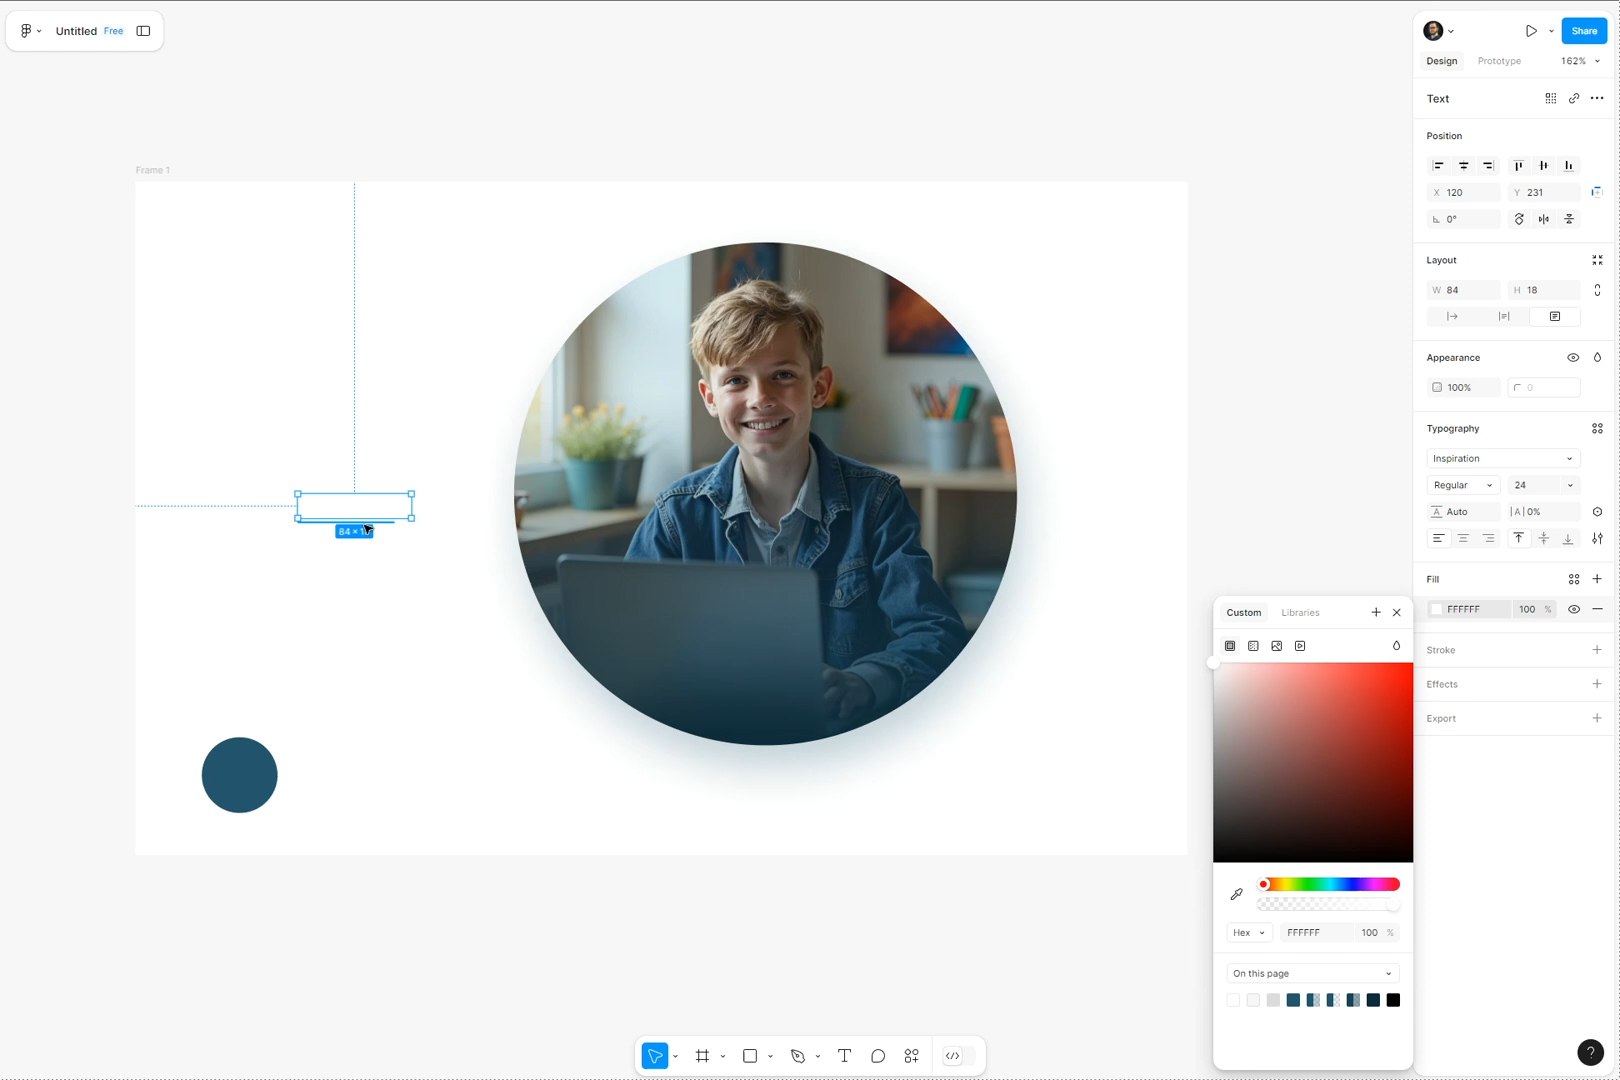 Untitled Free
Share
Design Prototype 162%
Text
Frame 1
Position
X 120 Y 231
0°
Layout
W 84 H 18
Appearance
100% 0
Typography
Inspiration
Regular 24
Auto |A| 0%
84 ×
Fill
FFFFFF 100 %
Custom Libraries
Stroke
Effects
Export
Hex FFFFFF 100 %
On this page